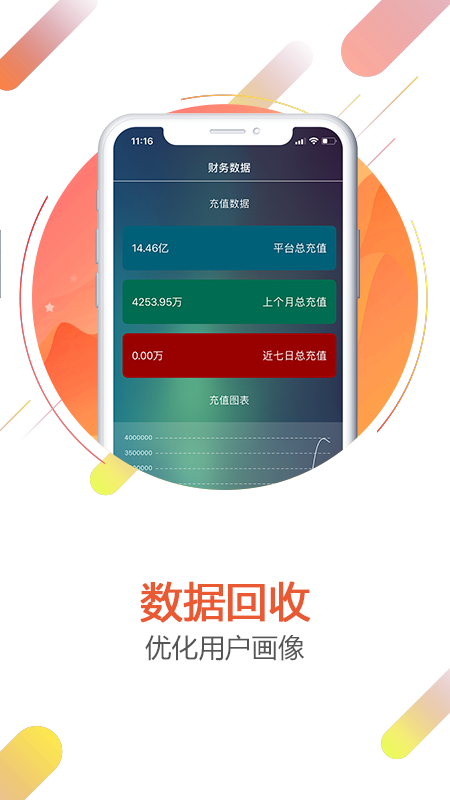 11:16
财务数据
充值数据
14.46亿 平台总充值
4253.95万 上个月总充值
0.00万 近七日总充值
充值图表
4000000
3500000
数据回收
优化用户画像